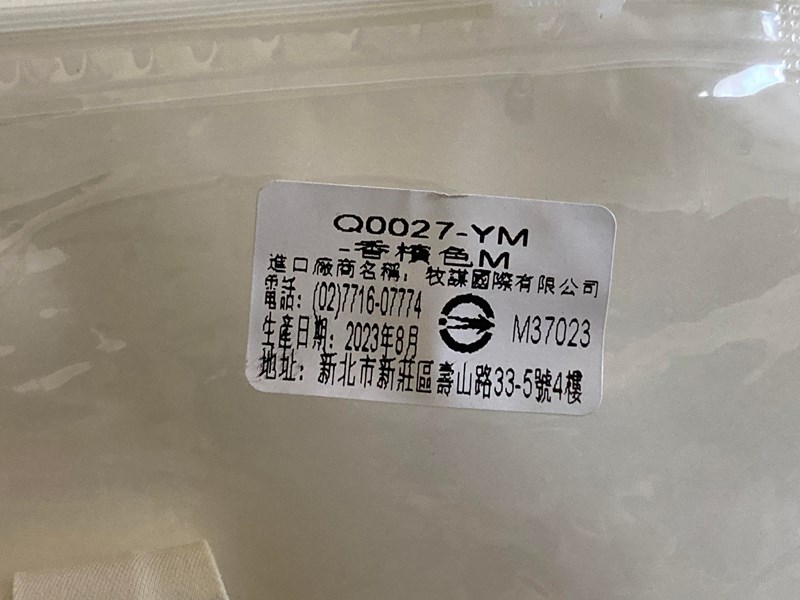 Q0027-YM
-香檳色M
進口廠商名稱：牧謀國際有限公司
電話：(02)7716-07774
生產日期：2023年8月
M37023
地址：新北市新莊區壽山路33-5號4樓